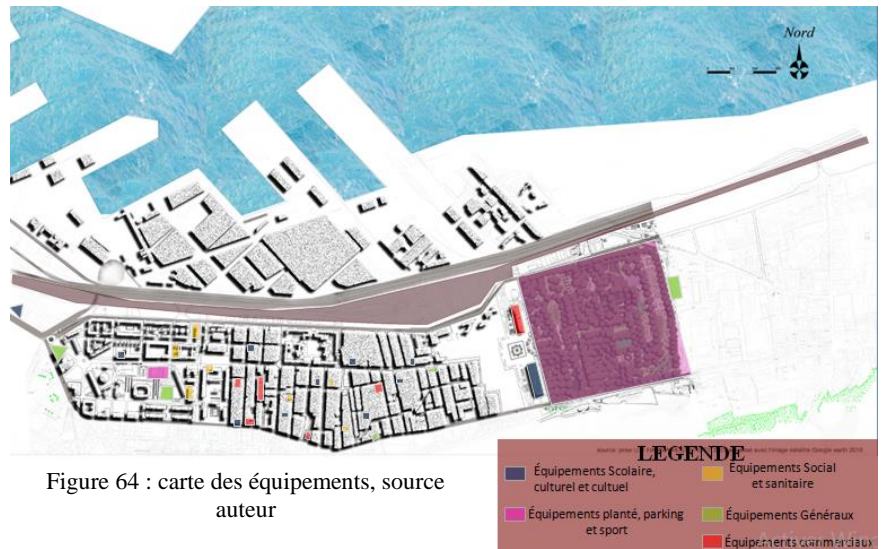 Nord
LEGENDE
Équipements Scolaire,
culturel et cultuel
Equipements Social
et sanitaire
Équipements planté, parking
et sport
Équipements Généraux
Équipements commerciaux
Figure 64 : carte des équipements, source
auteur